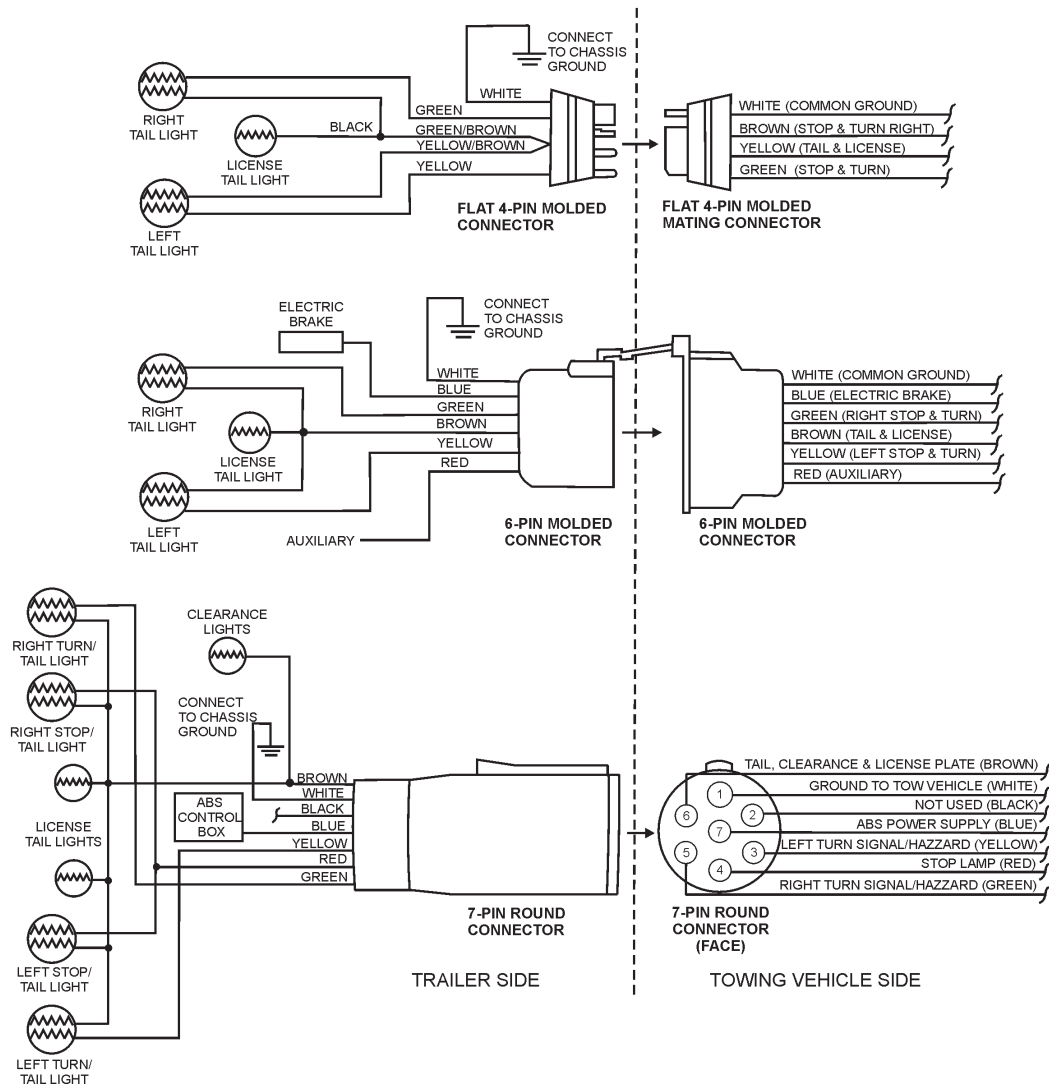 CONNECT
TO CHASSIS
GROUND
WHITE
GREEN
RIGHT
TAIL LIGHT
BLACK
GREEN/BROWN
YELLOW/BROWN
LICENSE
TAIL LIGHT
YELLOW
LEFT
TAIL LIGHT
FLAT 4-PIN MOLDED
CONNECTOR
WHITE (COMMON GROUND)
BROWN (STOP & TURN RIGHT)
YELLOW (TAIL & LICENSE)
GREEN (STOP & TURN)
FLAT 4-PIN MOLDED
MATING CONNECTOR
ELECTRIC
BRAKE
CONNECT
TO CHASSIS
GROUND
WHITE
BLUE
GREEN
BROWN
YELLOW
RED
RIGHT
TAIL LIGHT
LICENSE
TAIL LIGHT
LEFT
TAIL LIGHT
AUXILIARY
6-PIN MOLDED
CONNECTOR
WHITE (COMMON GROUND)
BLUE (ELECTRIC BRAKE)
GREEN (RIGHT STOP & TURN)
BROWN (TAIL & LICENSE)
YELLOW (LEFT STOP & TURN)
RED (AUXILIARY)
6-PIN MOLDED
CONNECTOR
RIGHT TURN/
TAIL LIGHT
CLEARANCE
LIGHTS
RIGHT STOP/
TAIL LIGHT
CONNECT
TO CHASSIS
GROUND
LICENSE
TAIL LIGHTS
ABS
CONTROL
BOX
BROWN
WHITE
BLACK
BLUE
YELLOW
RED
GREEN
LEFT STOP/
TAIL LIGHT
LEFT TURN/
TAIL LIGHT
7-PIN ROUND
CONNECTOR
TRAILER SIDE
1
6
2
7
5
3
4
TAIL, CLEARANCE & LICENSE PLATE (BROWN)
GROUND TO TOW VEHICLE (WHITE)
NOT USED (BLACK)
ABS POWER SUPPLY (BLUE)
LEFT TURN SIGNAL/HAZZARD (YELLOW)
STOP LAMP (RED)
RIGHT TURN SIGNAL/HAZZARD (GREEN)
7-PIN ROUND
CONNECTOR
(FACE)
TOWING VEHICLE SIDE